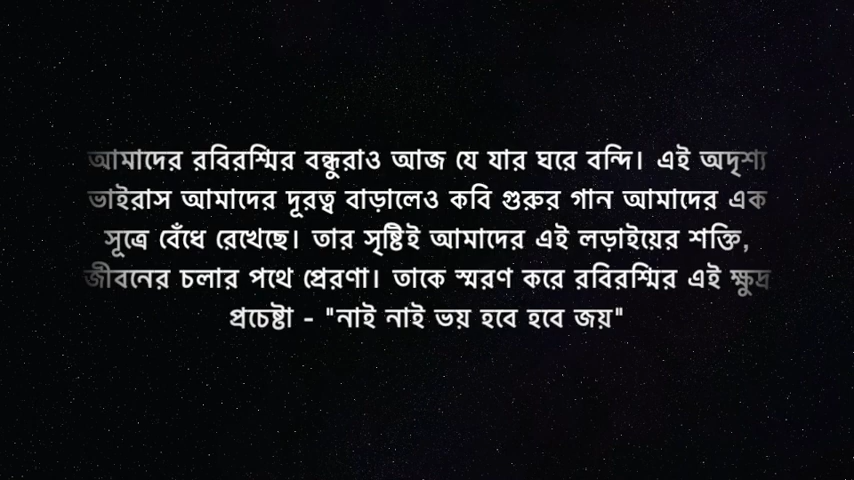 আমাদের রবিরশ্মির বন্ধুরাও আজ যে যার ঘরে বন্দি। এই অদৃশ্য
ভাইরাস আমাদের দূরত্ব বাড়ালেও কবি গুরুর গান আমাদের এক
সূত্রে বেঁধে রেখেছে। তার সৃষ্টিই আমাদের এই লড়াইয়ের শক্তি,
জীবনের চলার পথে প্রেরণা। তাকে স্মরণ করে রবিরশ্মির এই ক্ষুদ্র
প্রচেষ্টা - "নাই নাই ভয় হবে হবে জয়"